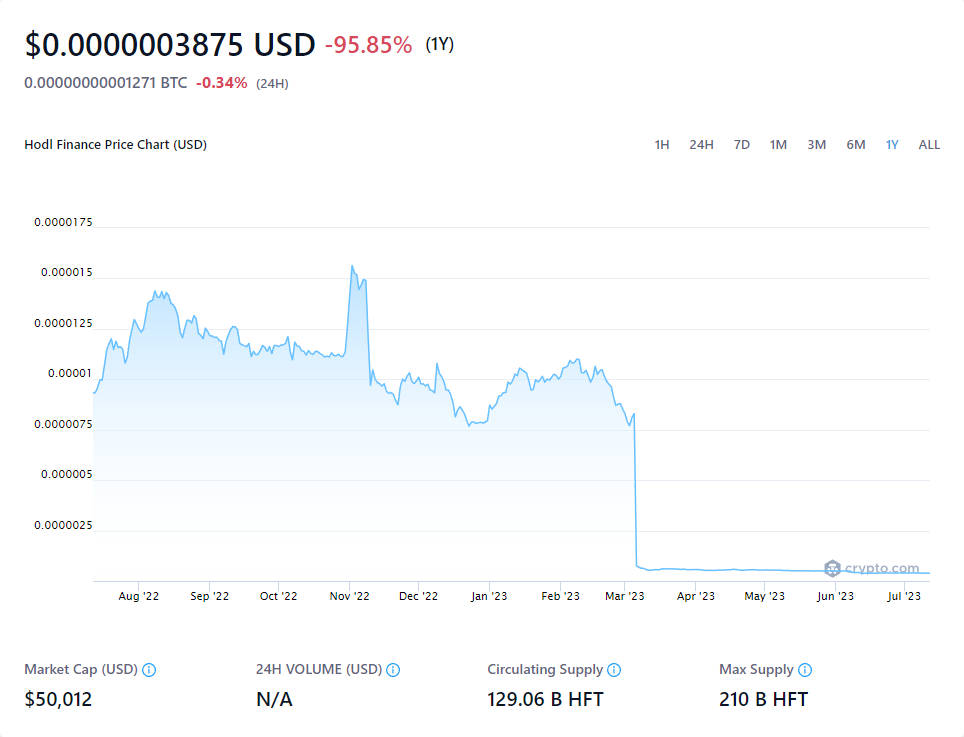 $0.0000003875 USD -95.85% (1Y)
0.00000000001271 BTC -0.34% (24H)
Hodl Finance Price Chart (USD) 1H 24H 7D 1M 3M 6M 1Y ALL
0.0000175
0.000015
0.0000125
0.00001
0.0000075
0.000005
0.0000025
crypto.com
Aug '22 Sep '22 Oct '22 Nov '22 Dec '22 Jan '23 Feb '23 Mar '23 Apr '23 May '23 Jun '23 Jul '23
Market Cap (USD) 24H VOLUME (USD) Circulating Supply Max Supply
$50,012 N/A 129.06 B HFT 210 B HFT